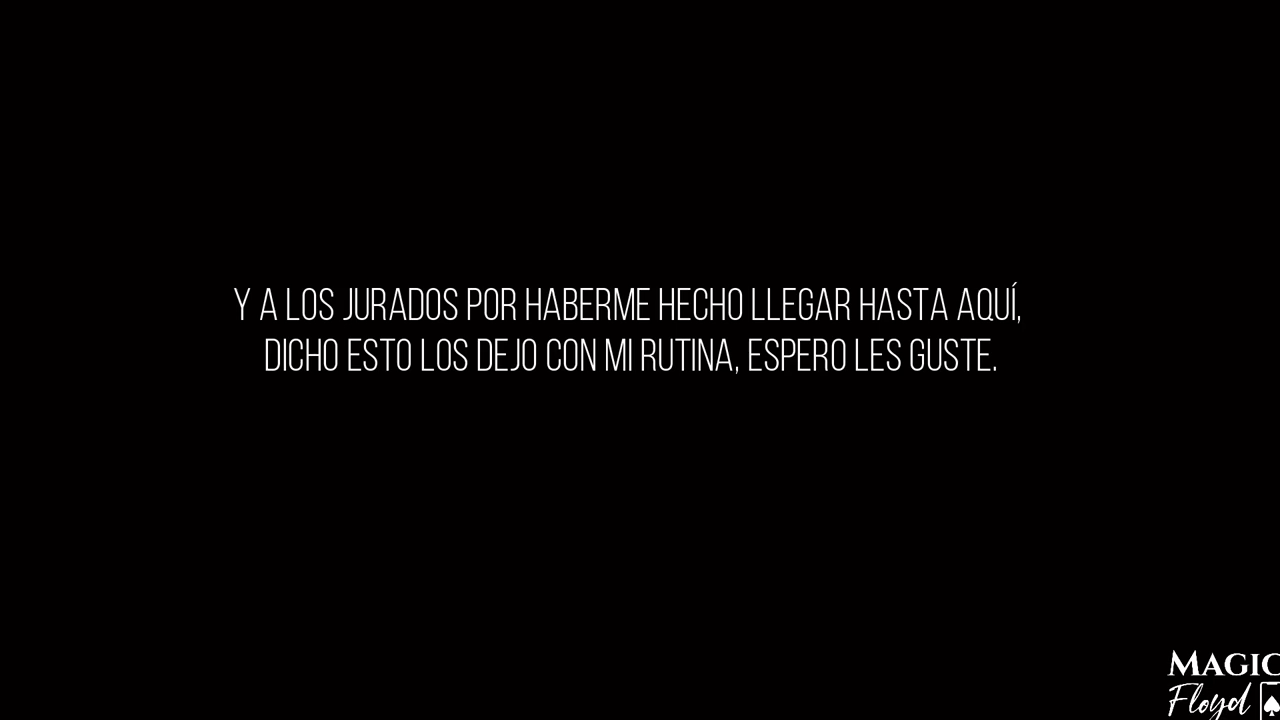 Y A LOS JURADOS POR HABERME HECHO LLEGAR HASTA AQUÍ,
DICHO ESTO LOS DEJO CON MI RUTINA, ESPERO LES GUSTE.
MAGIC
Floyd